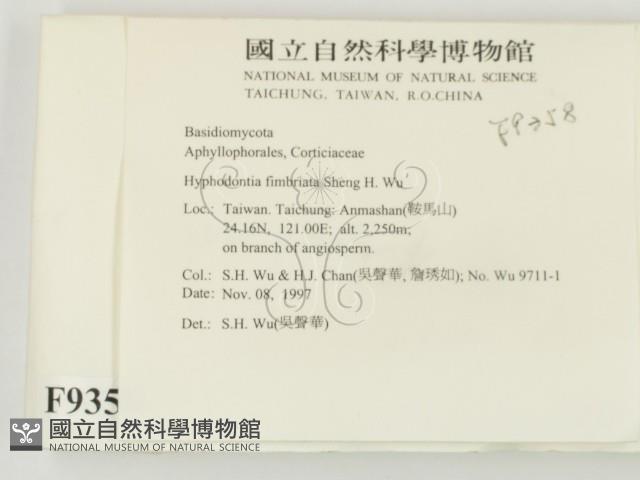 國立自然科學博物館
NATIONAL MUSEUM OF NATURAL SCIENCE
TAICHUNG, TAIWAN, R.O.CHINA
Basidiomycota
Aphyllophorales, Corticiaceae
Hyphodontia fimbriata Sheng H. Wu
Loc.: Taiwan. Taichung: Anmashan(鞍馬山)
24.16N, 121.00E; alt. 2,250m;
on branch of angiosperm.
Col.: S.H. Wu & H.J. Chan(吳聲華, 詹琇如); No. Wu 9711-1
Date: Nov. 08, 1997
Det.: S.H. Wu(吳聲華)
F935
國立自然科學博物館
NATIONAL MUSEUM OF NATURAL SCIENCE